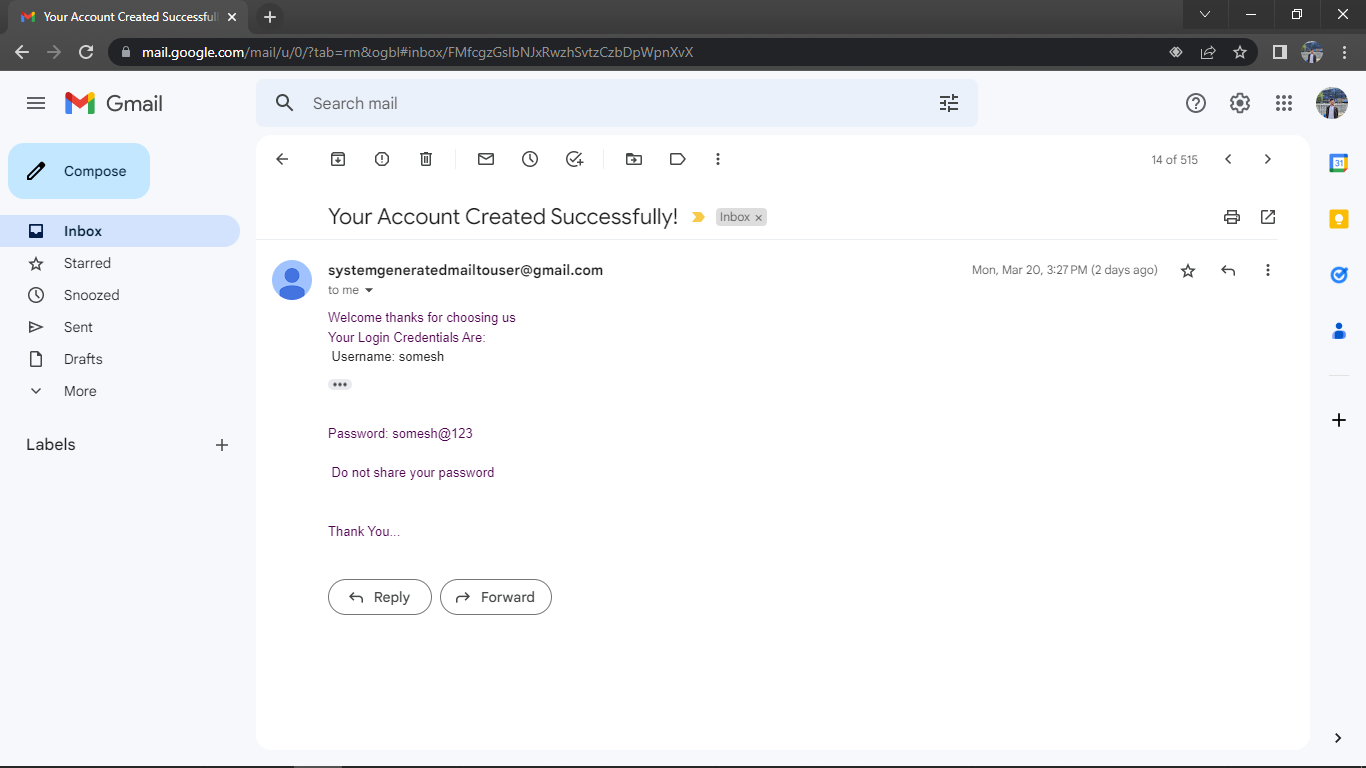 Your Account Created Successfull
mail.google.com/mail/u/0/?tab=rm&ogbl#inbox/FMfcgzGslbNJxRwzhSvtzCzbDpWpnXvX
Gmail
Search mail
Compose
14 of 515
31
Your Account Created Successfully!
Inbox ×
Inbox
Starred
Snoozed
Sent
Drafts
More
Labels
systemgeneratedmailtouser@gmail.com
Mon, Mar 20, 3:27 PM (2 days ago)
to me
Welcome thanks for choosing us
Your Login Credentials Are:
Username: somesh
Password: somesh@123
Do not share your password
Thank You...
Reply
Forward